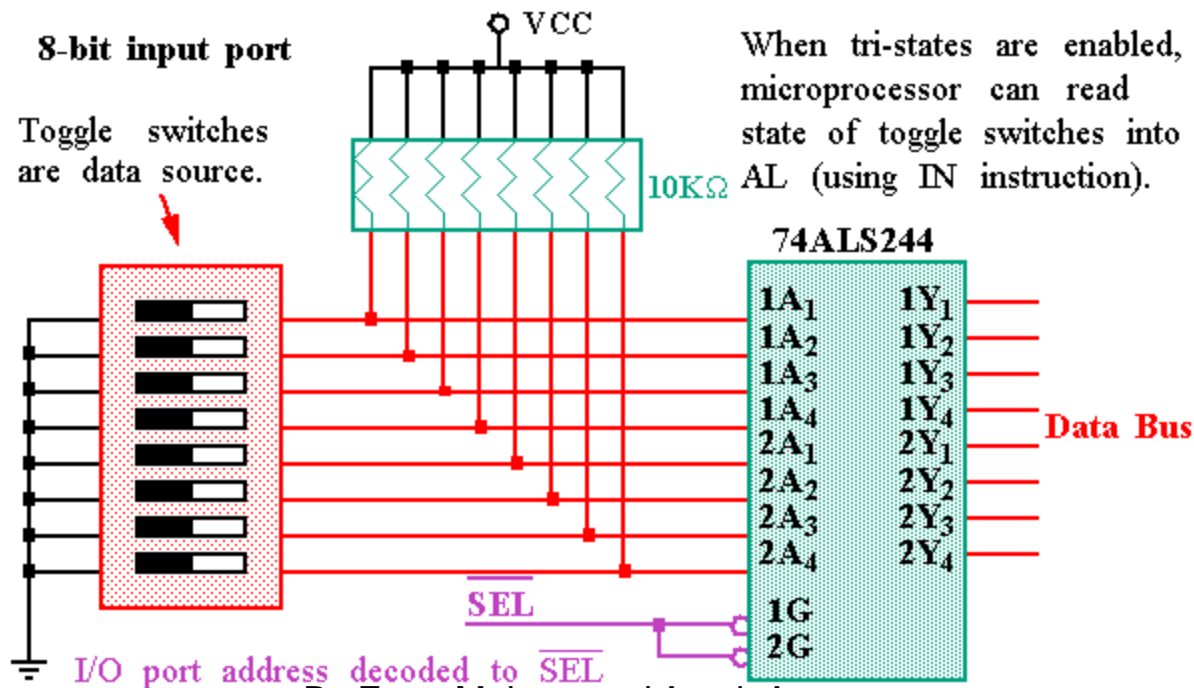 VCC
8-bit input port
When tri-states are enabled,
microprocessor can read
state of toggle switches into
AL (using IN instruction).
Toggle switches
are data source.
10KΩ
74ALS244
1A1 1Y1
1A2 1Y2
1A3 1Y3
1A4 1Y4
2A1 2Y1
2A2 2Y2
2A3 2Y3
2A4 2Y4
Data Bus
SEL
1G
2G
I/O port address decoded to SEL